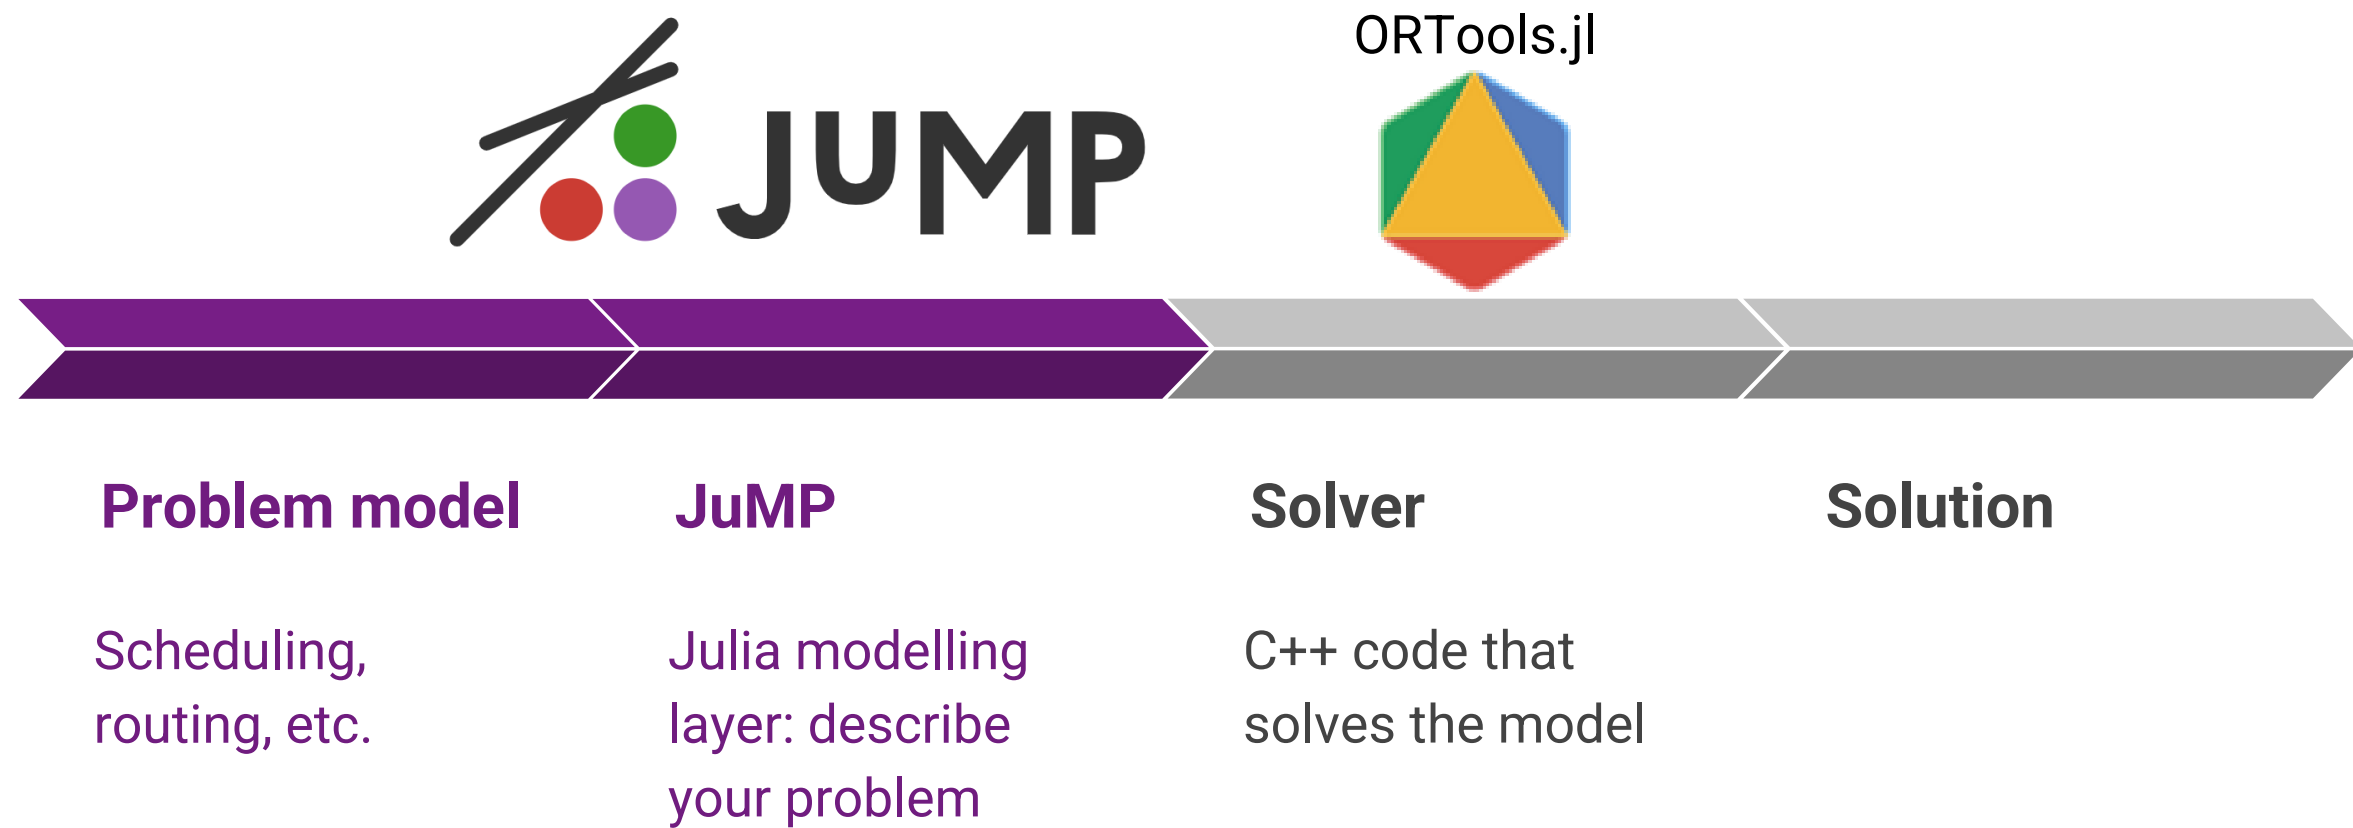 JuMP
ORTools.jl
Problem model
Scheduling,
routing, etc.
JuMP
Julia modelling
layer: describe
your problem
Solver
C++ code that
solves the model
Solution